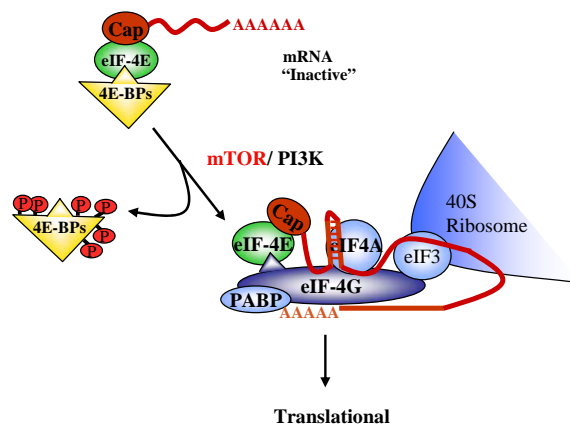 Cap
AAAAAA
eIF-4E
mRNA
“Inactive”
4E-BPs
mTOR/ PI3K
P P P
4E-BPs
P
P
P
40S
Ribosome
Cap
eIF-4E
eIF4A
eIF3
eIF-4G
PABP
AAAAA
Translational